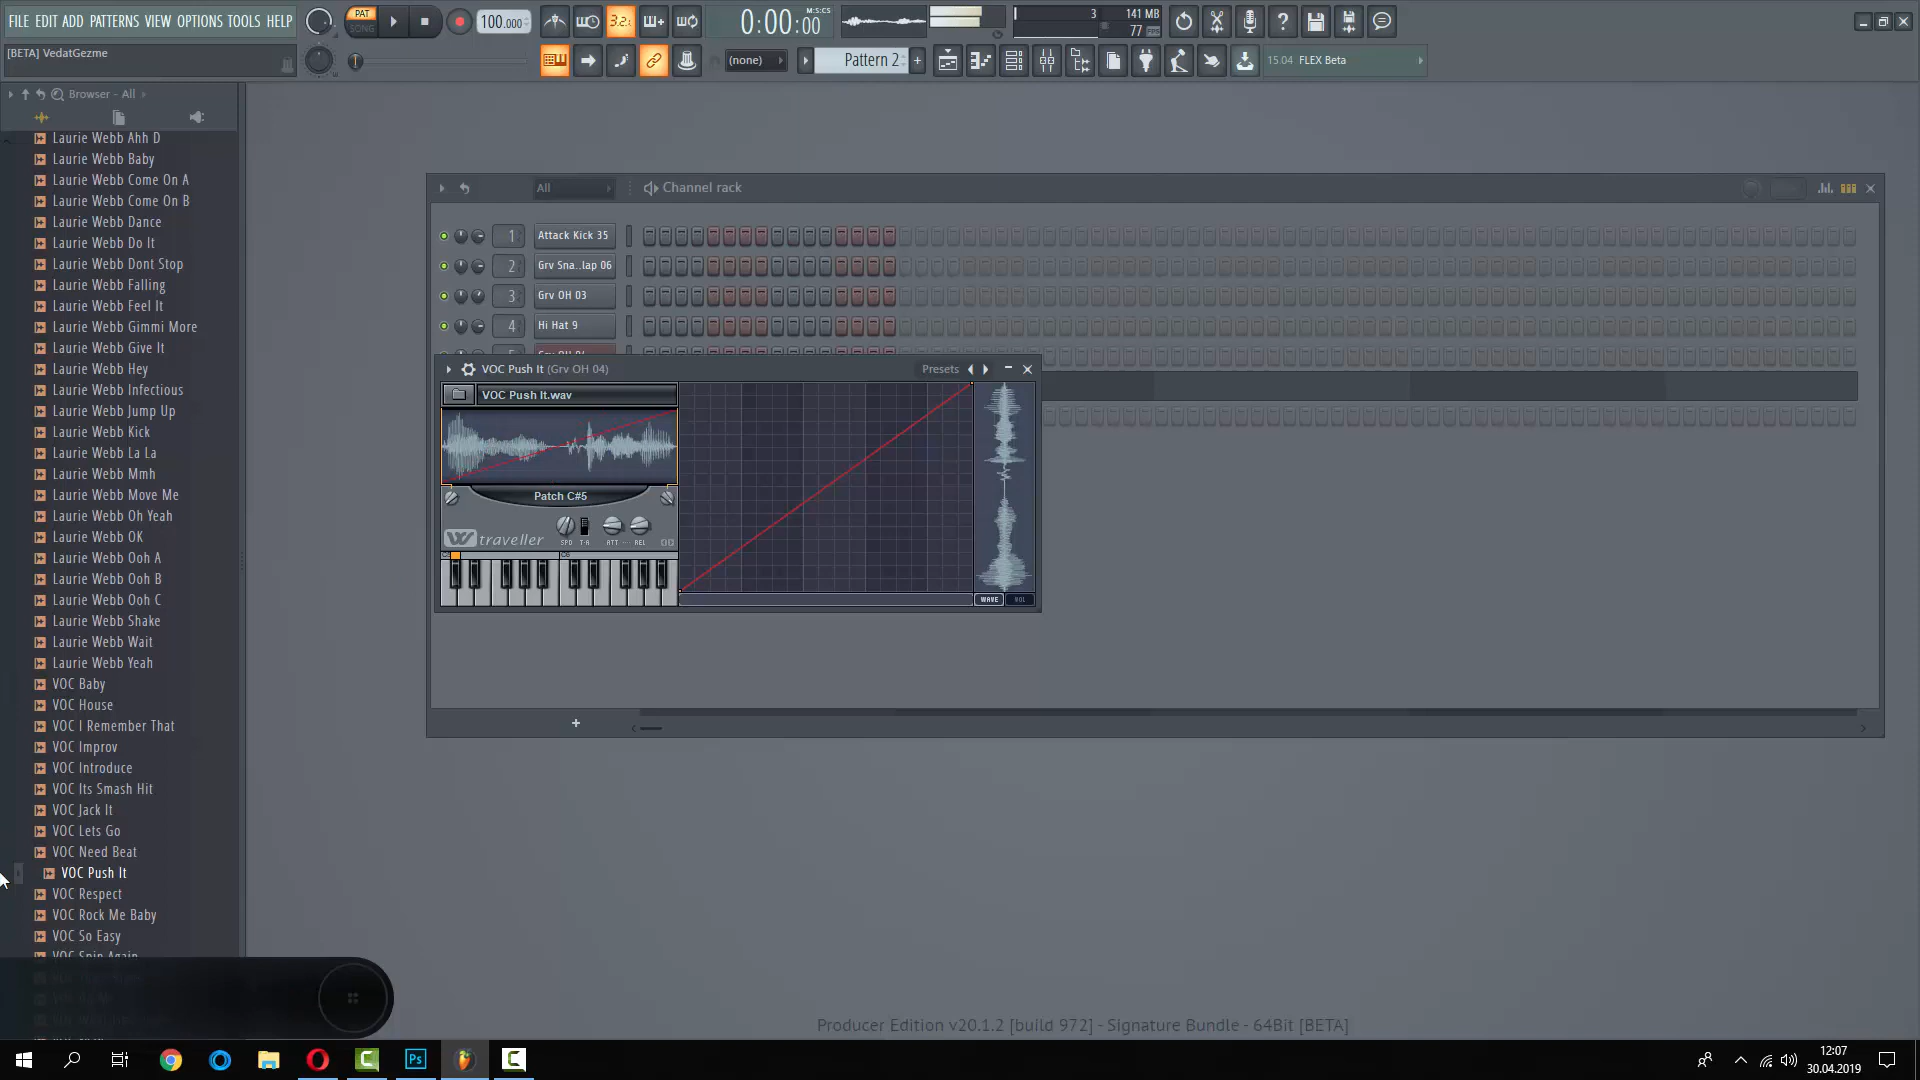 FILE EDIT ADD PATTERNS VIEW OPTIONS TOOLS HELP
PAT
SONG
100.000
3.2.
M:S:CS
0:00:00
3
141 MB
77
[BETA] VedatGezme
(none)
Pattern 2
+
15.04 FLEX Beta
Browser - All
Laurie Webb Ahh D
Laurie Webb Baby
Laurie Webb Come On A
Laurie Webb Come On B
Laurie Webb Dance
Laurie Webb Do It
Laurie Webb Dont Stop
Laurie Webb Falling
Laurie Webb Feel It
Laurie Webb Gimmi More
Laurie Webb Give It
Laurie Webb Hey
Laurie Webb Infectious
Laurie Webb Jump Up
Laurie Webb Kick
Laurie Webb La La
Laurie Webb Mmh
Laurie Webb Move Me
Laurie Webb Oh Yeah
Laurie Webb OK
Laurie Webb Ooh A
Laurie Webb Ooh B
Laurie Webb Ooh C
Laurie Webb Shake
Laurie Webb Wait
Laurie Webb Yeah
VOC Baby
VOC House
VOC I Remember That
VOC Improv
VOC Introduce
VOC Its Smash Hit
VOC Jack It
VOC Lets Go
VOC Need Beat
VOC Push It
VOC Respect
VOC Rock Me Baby
VOC So Easy
VOC Spin Again
All
Channel rack
1 Attack Kick 35
2 Grv Sna..lap 06
3 Grv OH 03
4 Hi Hat 9
VOC Push It (Grv OH 04)
Presets
VOC Push It.wav
Patch C#5
W traveller
SPD T-A ATT REL
WAVE VOL
+
Producer Edition v20.1.2 [build 972] - Signature Bundle - 64Bit [BETA]
Ps
12:07
30.04.2019